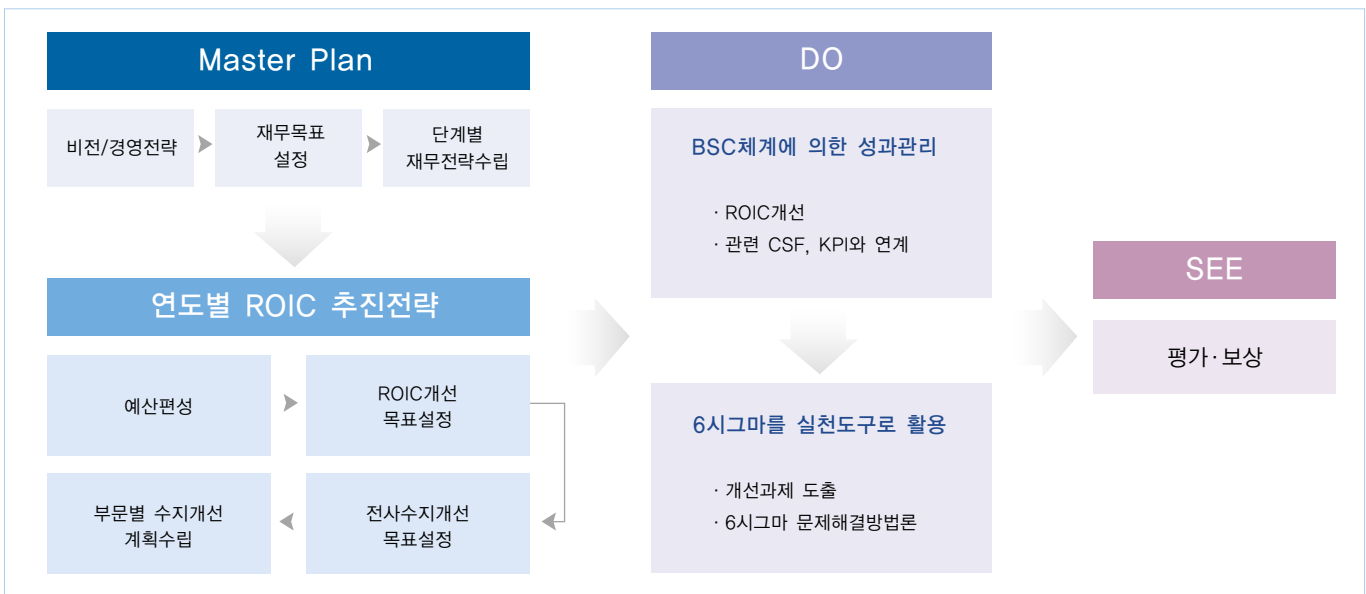 Master Plan
비전/경영전략
재무목표
설정
단계별
재무전략수립
연도별 ROIC 추진전략
예산편성
ROIC개선
목표설정
부문별 수지개선
계획수립
전사수지개선
목표설정
DO
BSC체계에 의한 성과관리
· ROIC개선
· 관련 CSF, KPI와 연계
6시그마를 실천도구로 활용
· 개선과제 도출
· 6시그마 문제해결방법론
SEE
평가·보상